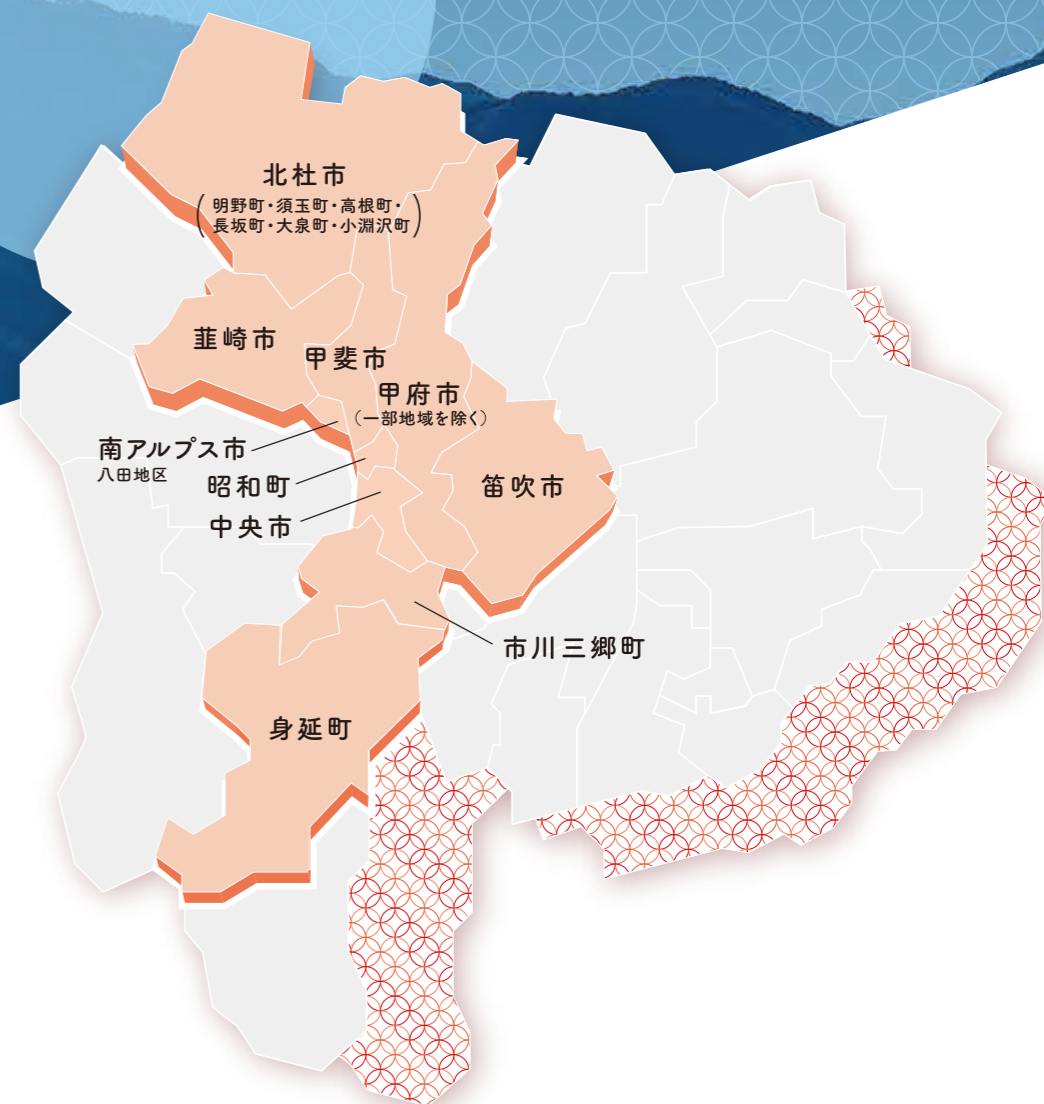 北杜市
(明野町・須玉町・高根町・
長坂町・大泉町・小淵沢町)
韮崎市
甲斐市
甲府市
(一部地域を除く)
南アルプス市
八田地区
昭和町
中央市
笛吹市
市川三郷町
身延町